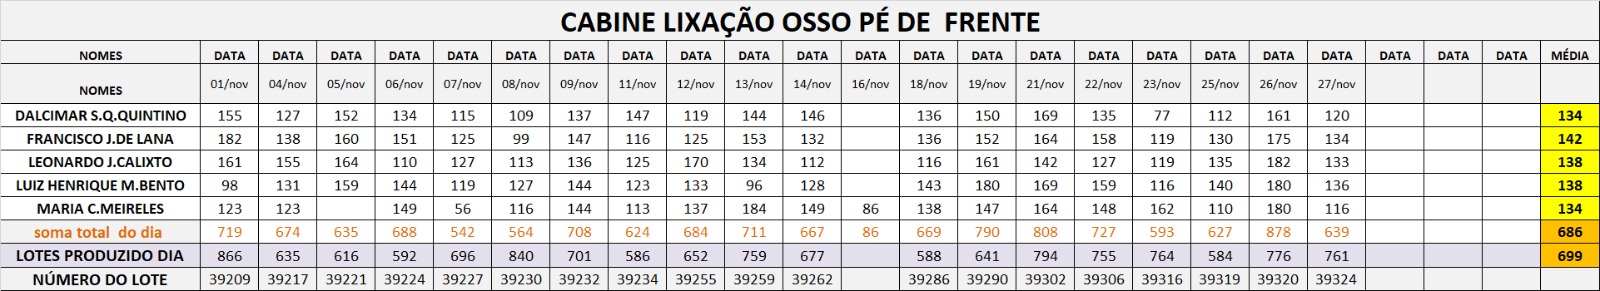 CABINE LIXAÇÃO OSSO PÉ DE FRENTE
NOMES DATA DATA DATA DATA DATA DATA DATA DATA DATA DATA DATA DATA DATA DATA DATA DATA DATA DATA DATA DATA DATA DATA DATA MÉDIA
NOMES 01/nov 04/nov 05/nov 06/nov 07/nov 08/nov 09/nov 11/nov 12/nov 13/nov 14/nov 16/nov 18/nov 19/nov 21/nov 22/nov 23/nov 25/nov 26/nov 27/nov
DALCIMAR S.Q.QUINTINO 155 127 152 134 115 109 137 147 119 144 146 136 150 169 135 77 112 161 120 134
FRANCISCO J.DE LANA 182 138 160 151 125 99 147 116 125 153 132 136 152 164 158 119 130 175 134 142
LEONARDO J.CALIXTO 161 155 164 110 127 113 136 125 170 134 112 116 161 142 127 119 135 182 133 138
LUIZ HENRIQUE M.BENTO 98 131 159 144 119 127 144 123 133 96 128 143 180 169 159 116 140 180 136 138
MARIA C.MEIRELES 123 123 149 56 116 144 113 137 184 149 86 138 147 164 148 162 110 180 116 134
soma total do dia 719 674 635 688 542 564 708 624 684 711 667 86 669 790 808 727 593 627 878 639 686
LOTES PRODUZIDO DIA 866 635 616 592 696 840 701 586 652 759 677 588 641 794 755 764 584 776 761 699
NÚMERO DO LOTE 39209 39217 39221 39224 39227 39230 39232 39234 39255 39259 39262 39286 39290 39302 39306 39316 39319 39320 39324